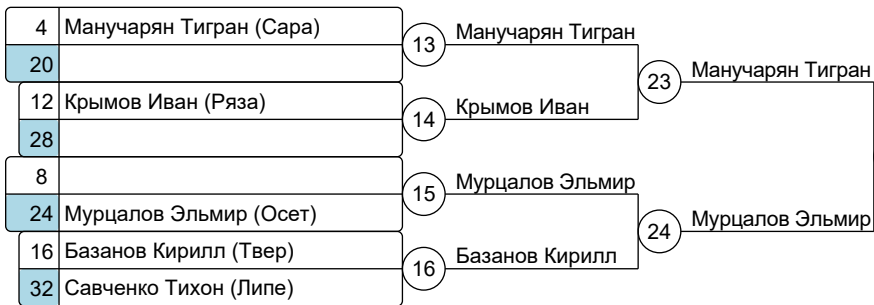 4 Манучарян Тигран (Сара)
20
12 Крымов Иван (Ряза)
28
8
24 Мурцалов Эльмир (Осет)
16 Базанов Кирилл (Твер)
32 Савченко Тихон (Липе)
13 Манучарян Тигран
14 Крымов Иван
15 Мурцалов Эльмир
16 Базанов Кирилл
23 Манучарян Тигран
24 Мурцалов Эльмир